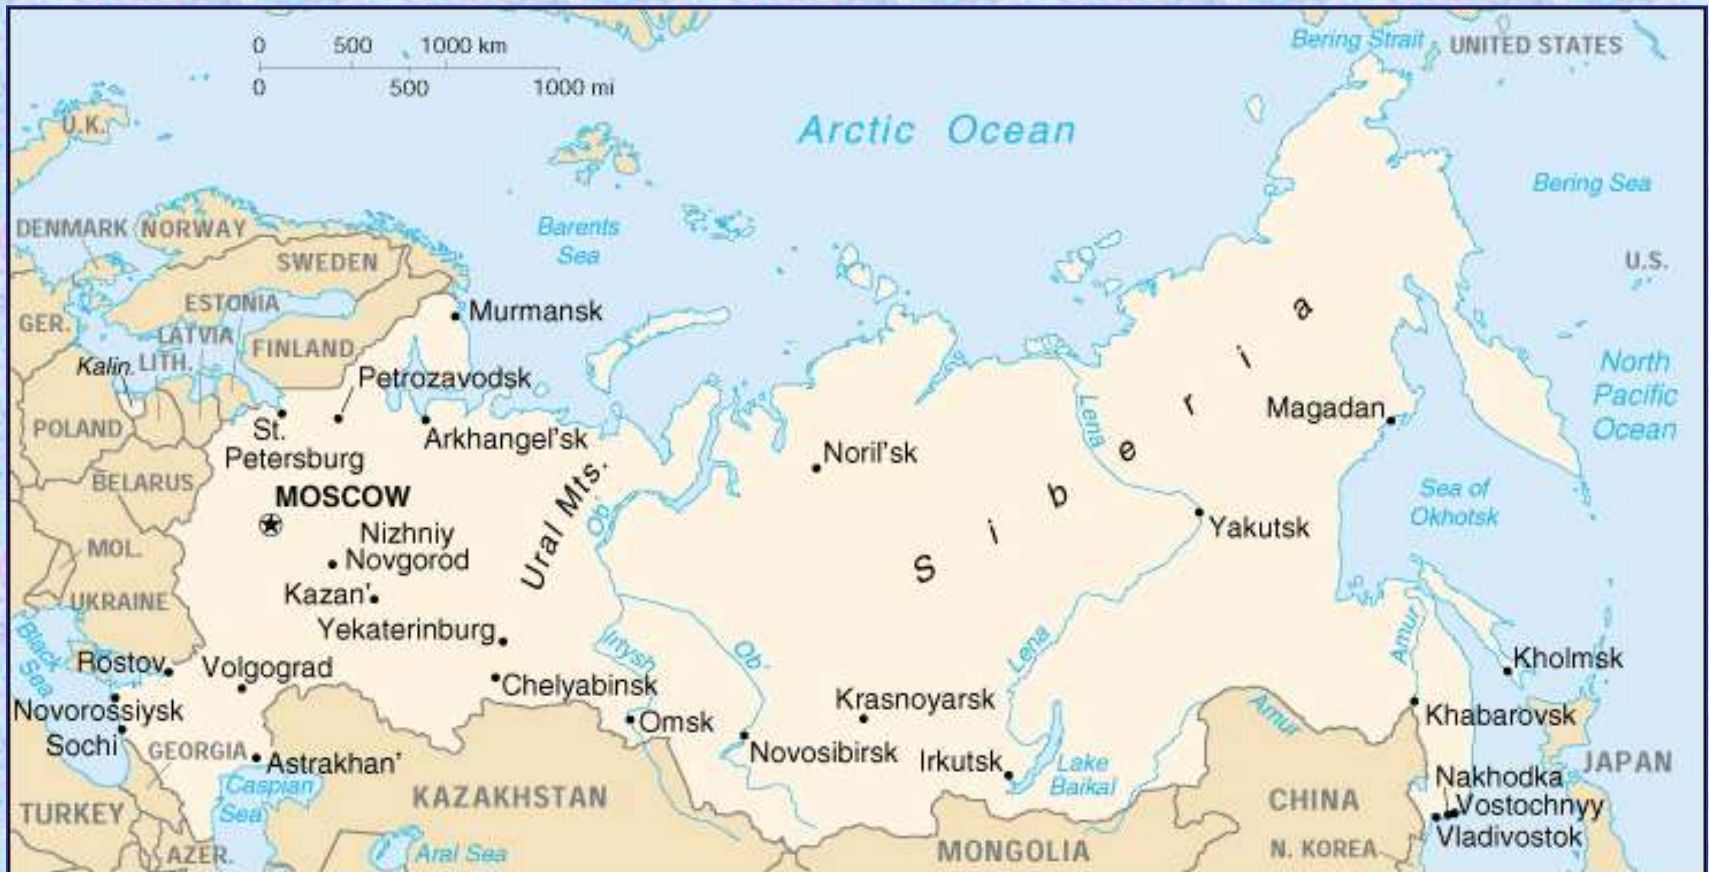 0 500 1000 km
0 500 1000 mi
Bering Strait
UNITED STATES
U.K.
Arctic Ocean
Bering Sea
DENMARK
NORWAY
Barents
Sea
SWEDEN
U.S.
ESTONIA
Murmansk
GER.
LATVIA
FINLAND
Kalin.
LITH.
North
Pacific
Ocean
Petrozavodsk
Lena
Magadan
POLAND
St.
Petersburg
Arkhangel'sk
Noril'sk
Siberia
BELARUS
MOSCOW
Ural Mts.
Ob'
Sea of
Okhotsk
Yakutsk
MOL.
Nizhniy
Novgorod
Kazan'
UKRAINE
Yekaterinburg
Black
Sea
Rostov
Volgograd
Irtysh
Ob'
Lena
Amur
Kholmsk
Chelyabinsk
Novorossiysk
Omsk
Krasnoyarsk
Amur
Khabarovsk
Sochi
GEORGIA
Astrakhan'
Novosibirsk
Irkutsk
Lake
Baikal
JAPAN
Caspian
Sea
KAZAKHSTAN
CHINA
Nakhodka
Vostochnyy
TURKEY
Vladivostok
AZER.
Aral Sea
MONGOLIA
N. KOREA